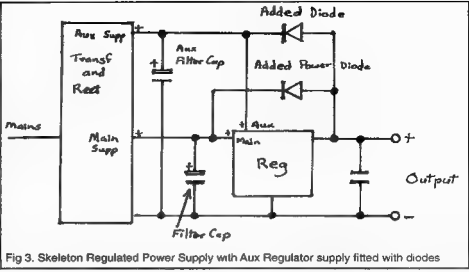 Added Diode
Aux Supp
Transf
and
Rect
Aux
Filter Cap
Added Power Diode
Mains
Main
Supp
Aux
Main
Reg
Output
Filter Cap
Fig 3. Skeleton Regulated Power Supply with Aux Regulator supply fitted with diodes